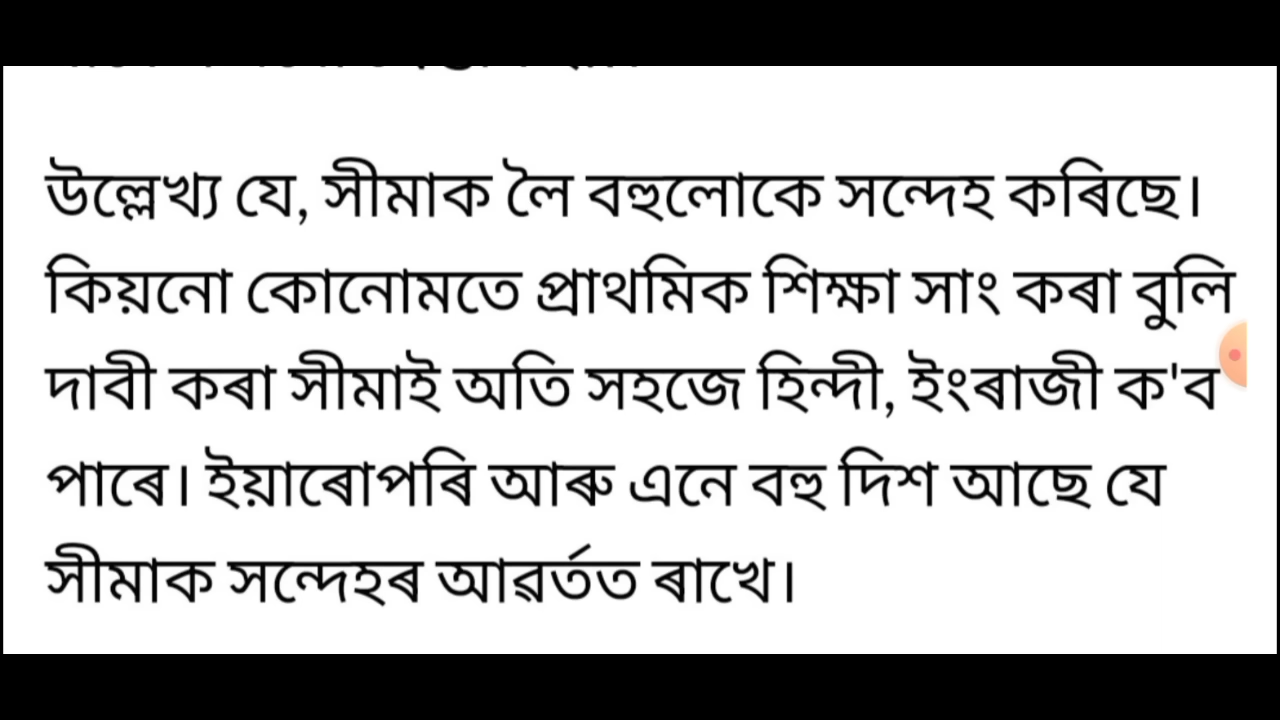 উল্লেখ্য যে, সীমাক লৈ বহুলোকে সন্দেহ কৰিছে।
কিয়নো কোনোমতে প্ৰাথমিক শিক্ষা সাং কৰা বুলি
দাবী কৰা সীমাই অতি সহজে হিন্দী, ইংৰাজী ক'ব
পাৰে। ইয়াৰোপৰি আৰু এনে বহু দিশ আছে যে
সীমাক সন্দেহৰ আৱৰ্তত ৰাখে।